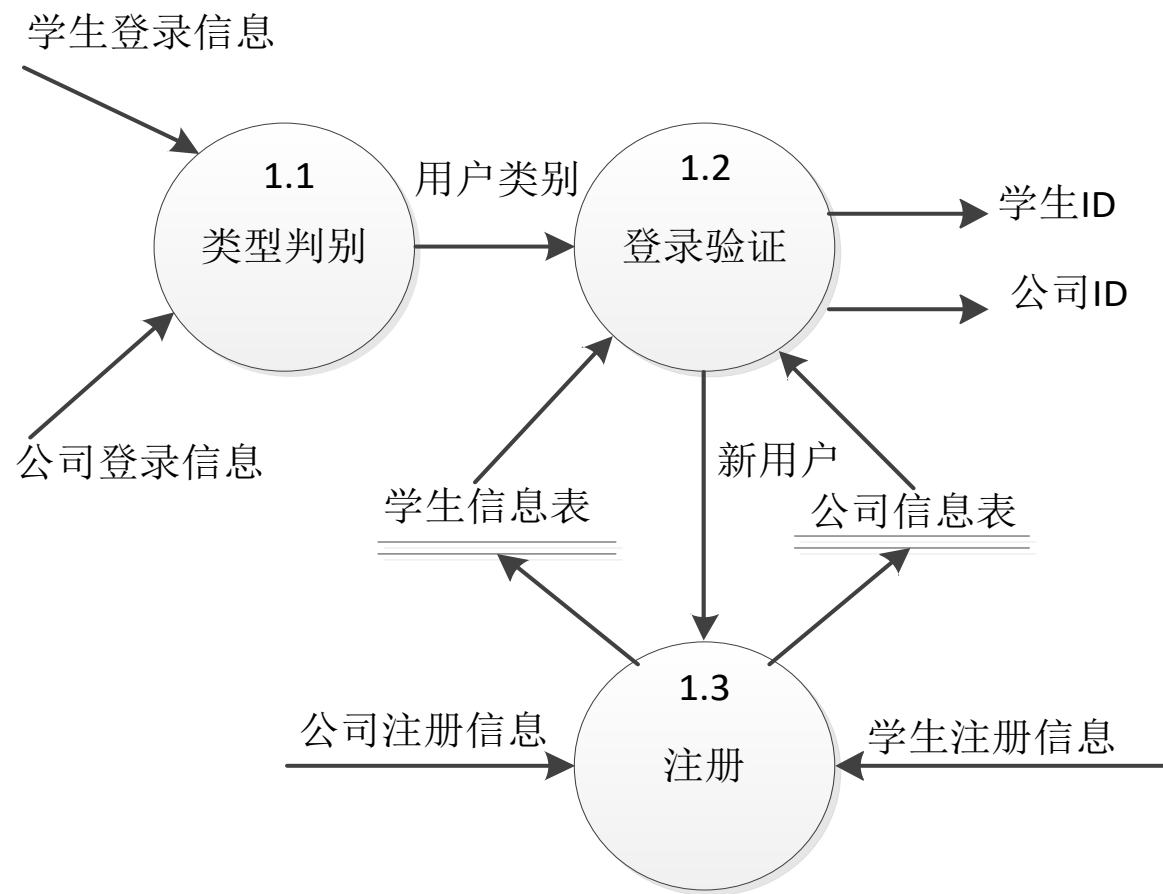 学生登录信息
1.1
类型判别
用户类别
1.2
登录验证
学生ID
公司ID
公司登录信息
学生信息表
新用户
公司信息表
1.3
注册
公司注册信息
学生注册信息